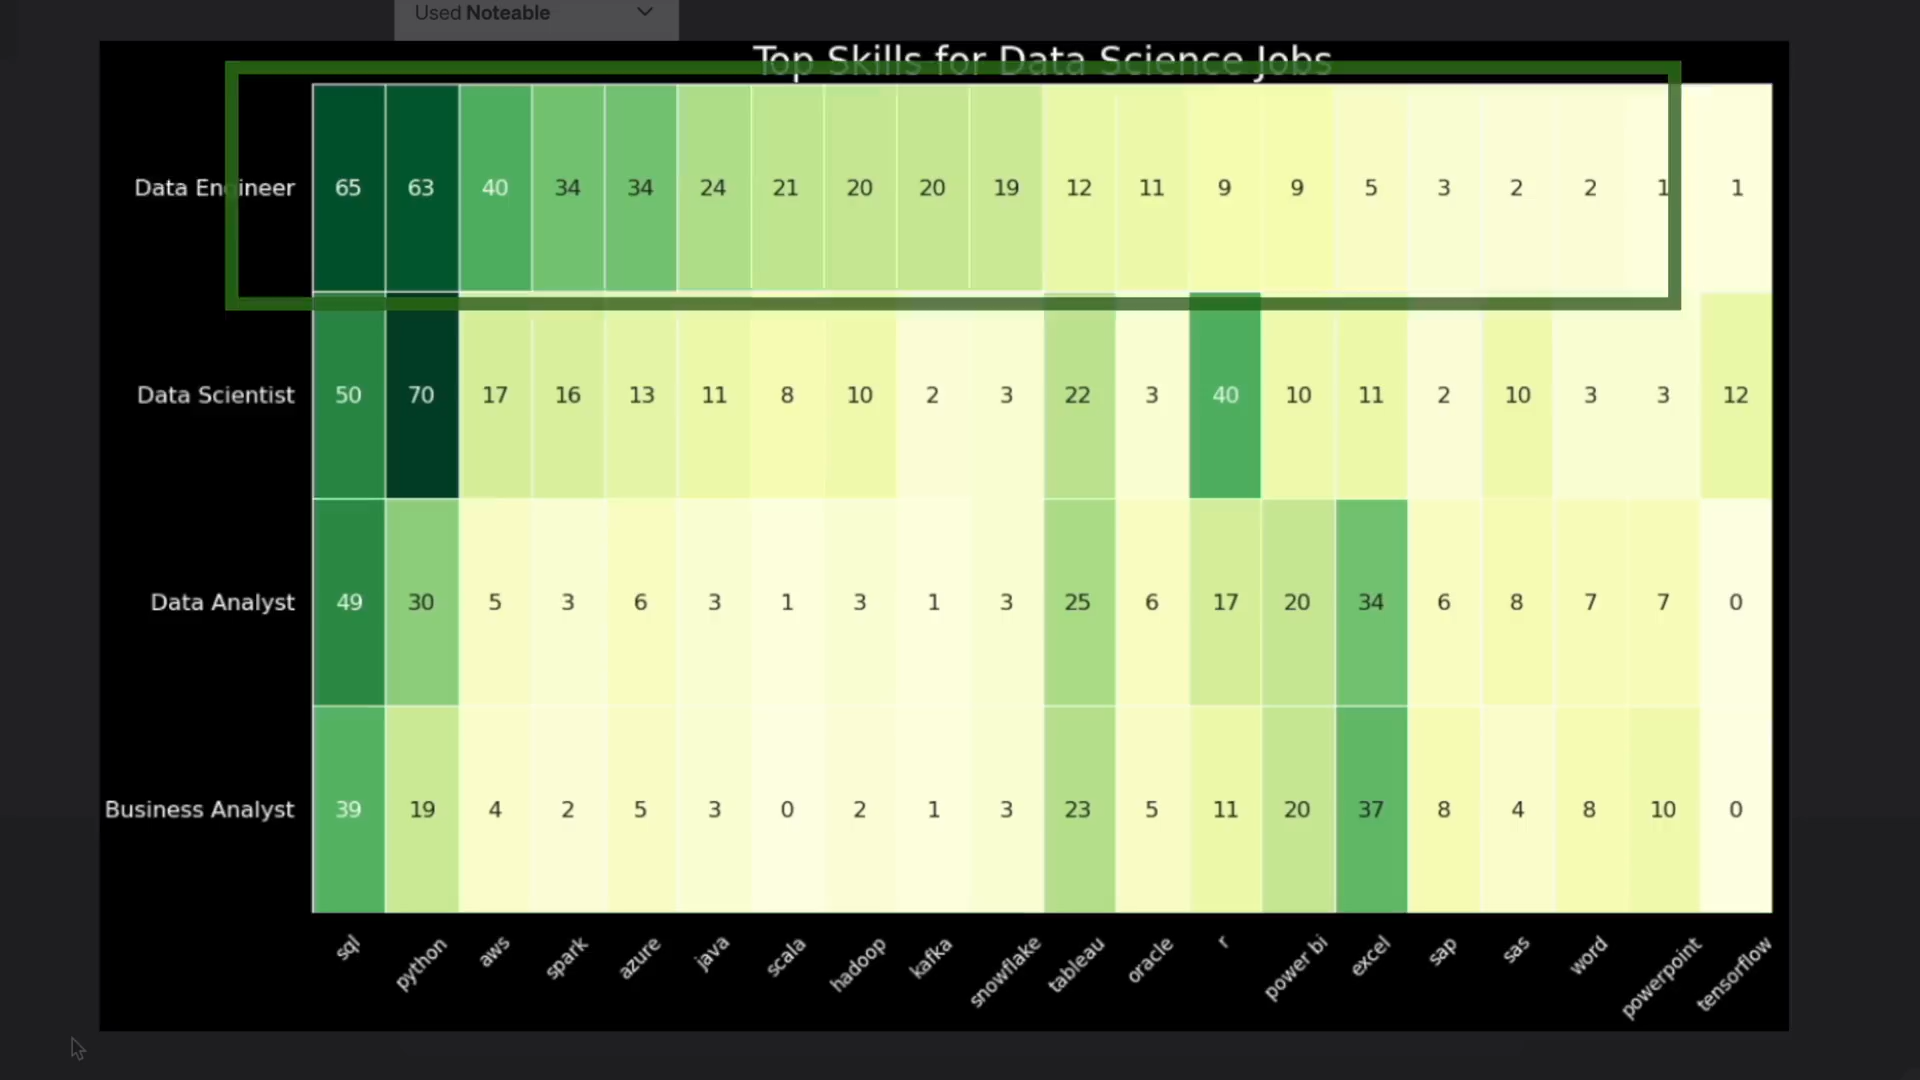 Used Noteable
Top Skills for Data Science Jobs
Data Engineer 65 63 40 34 34 24 21 20 20 19 12 11 9 9 5 3 2 2 1 1
Data Scientist 50 70 17 16 13 11 8 10 2 3 22 3 40 10 11 2 10 3 3 12
Data Analyst 49 30 5 3 6 3 1 3 1 3 25 6 17 20 34 6 8 7 7 0
Business Analyst 39 19 4 2 5 3 0 2 1 3 23 5 11 20 37 8 4 8 10 0
sql python aws spark azure java scala hadoop kafka snowflake tableau oracle r power bi excel sap sas word powerpoint tensorflow